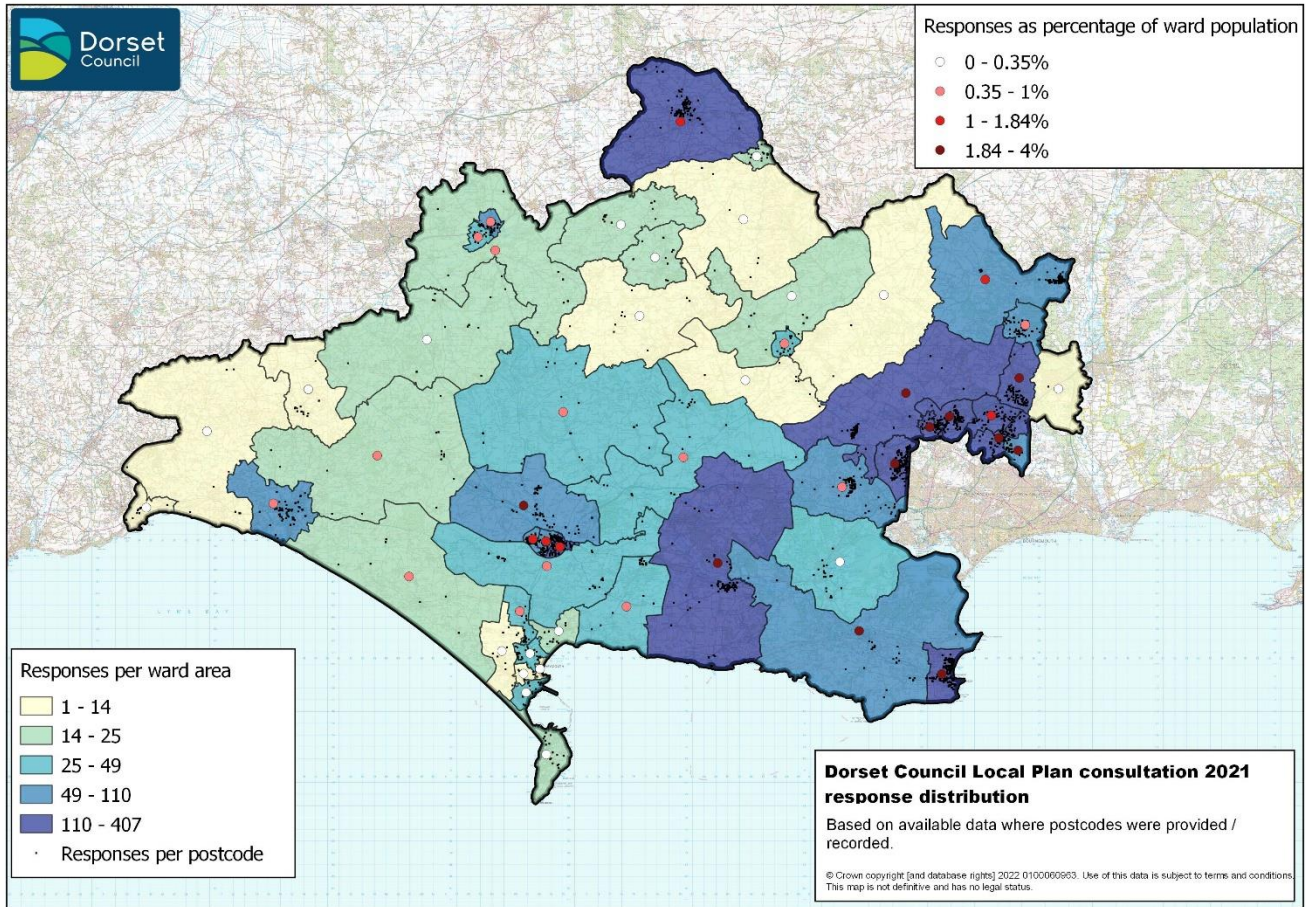 Dorset
Council
Responses as percentage of ward population
0 - 0.35%
0.35 - 1%
1 - 1.84%
1.84 - 4%
Responses per ward area
1 - 14
14 - 25
25 - 49
49 - 110
110 - 407
Responses per postcode
Dorset Council Local Plan consultation 2021
response distribution
Based on available data where postcodes were provided /
recorded.
© Crown copyright [and database rights] 2022 0100060963. Use of this data is subject to terms and conditions.
This map is not definitive and has no legal status.